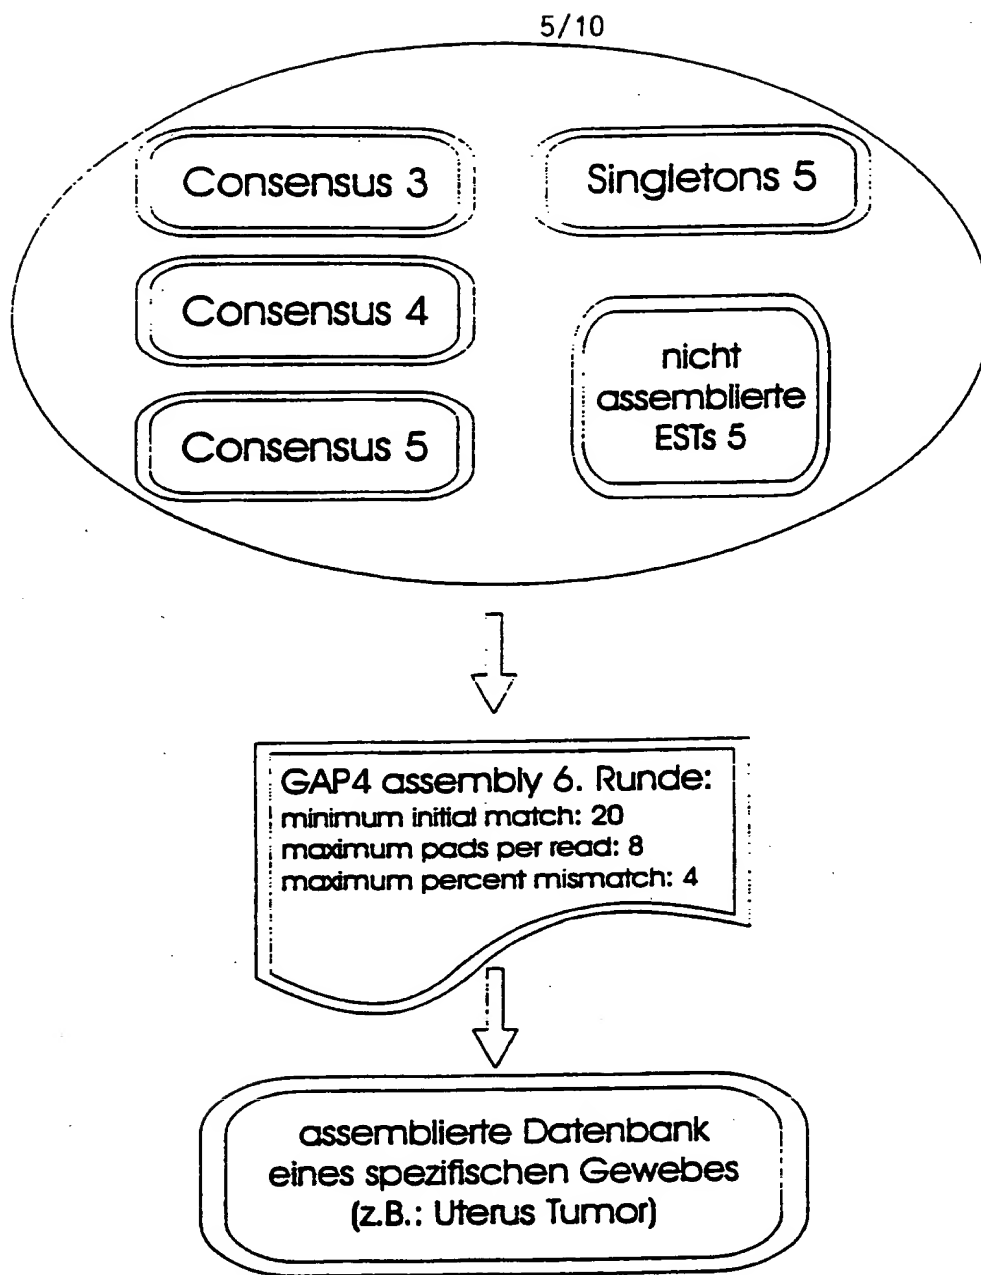 5/10
Consensus 3
Singletons 5
Consensus 4
nicht
assemblierte
ESTs 5
Consensus 5
GAP4 assembly 6. Runde:
minimum initial match: 20
maximum pads per read: 8
maximum percent mismatch: 4
assemblierte Datenbank
eines spezifischen Gewebes
(z.B.: Uterus Tumor)